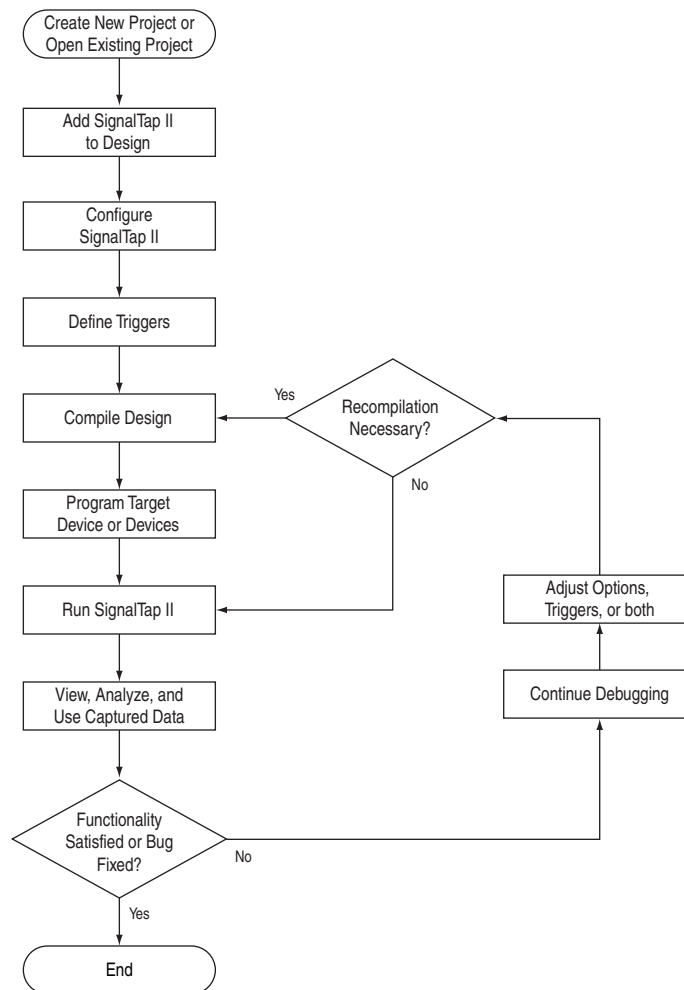 Create New Project or
Open Existing Project
Add SignalTap II
to Design
Configure
SignalTap II
Define Triggers
Compile Design
Yes
Recompilation
Necessary?
No
Program Target
Device or Devices
Run SignalTap II
Adjust Options,
Triggers, or both
View, Analyze, and
Use Captured Data
Continue Debugging
Functionality
Satisfied or Bug
Fixed?
No
Yes
End